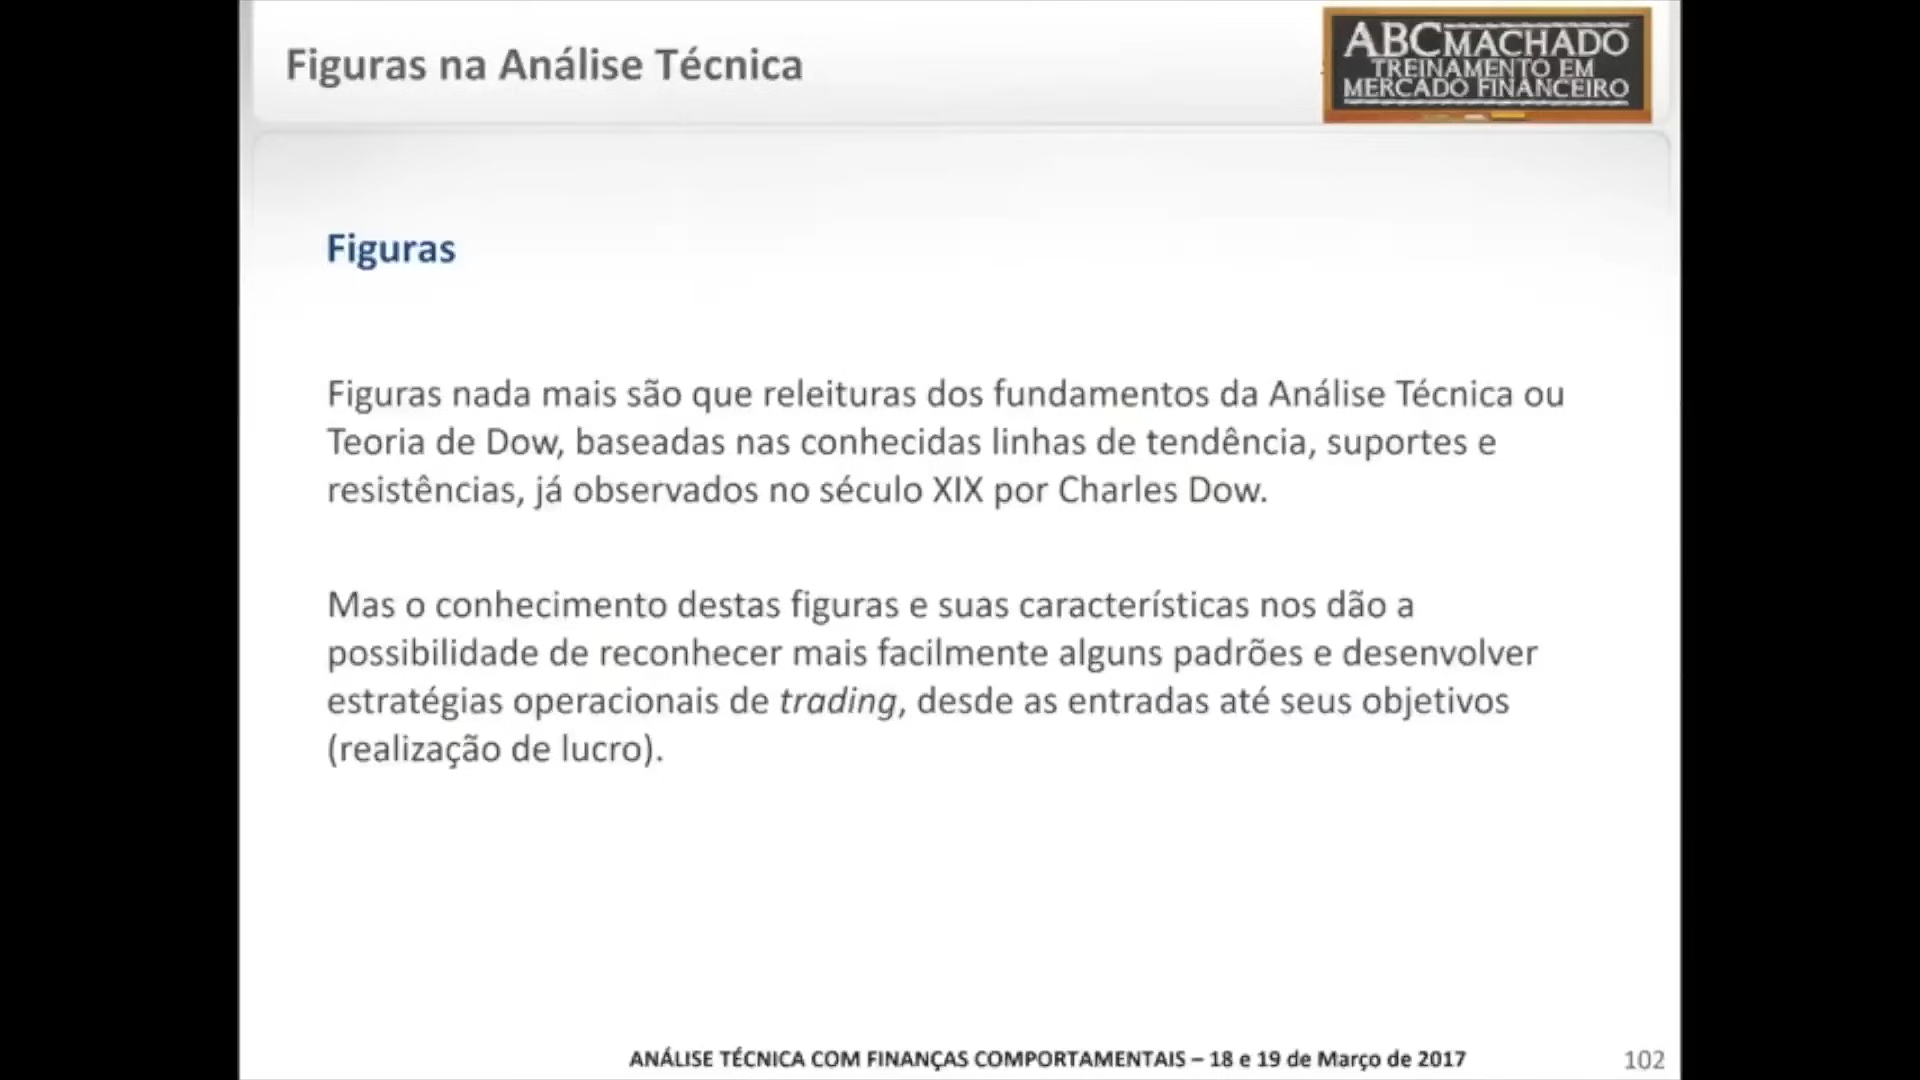 Figuras na Análise Técnica
ABCMACHADO
TREINAMENTO EM
MERCADO FINANCEIRO
Figuras
Figuras nada mais são que releituras dos fundamentos da Análise Técnica ou
Teoria de Dow, baseadas nas conhecidas linhas de tendência, suportes e
resistências, já observados no século XIX por Charles Dow.
Mas o conhecimento destas figuras e suas características nos dão a
possibilidade de reconhecer mais facilmente alguns padrões e desenvolver
estratégias operacionais de trading, desde as entradas até seus objetivos
(realização de lucro).
ANÁLISE TÉCNICA COM FINANÇAS COMPORTAMENTAIS – 18 e 19 de Março de 2017
102